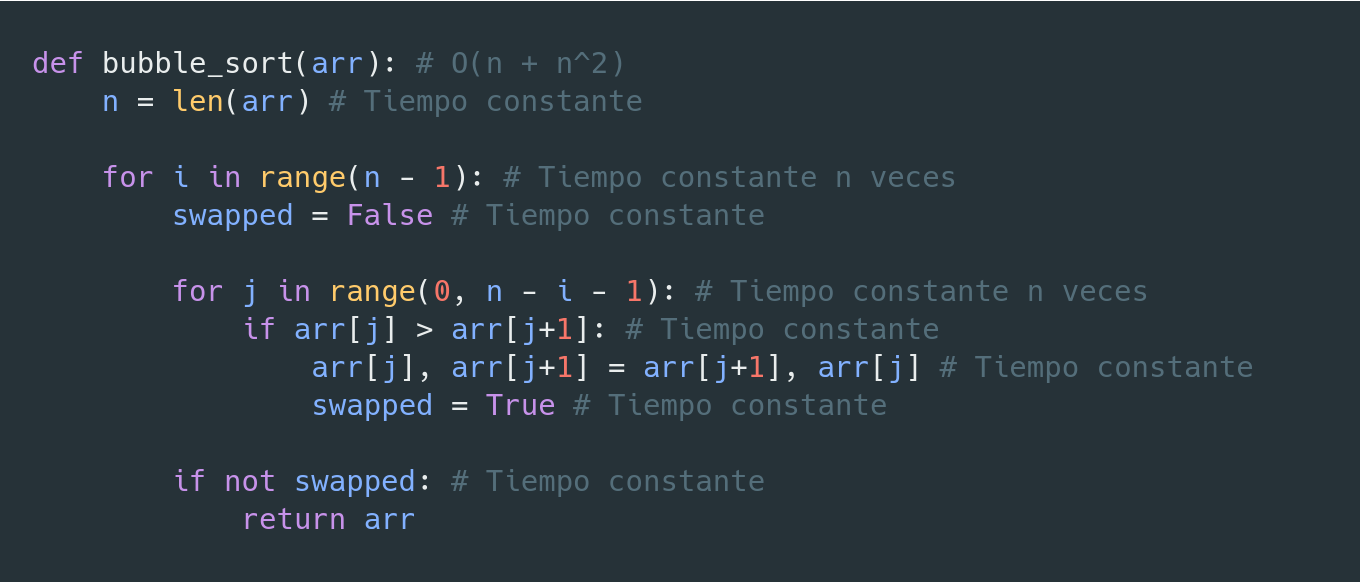 def bubble_sort(arr): # O(n + n^2)
    n = len(arr) # Tiempo constante
    for i in range(n - 1): # Tiempo constante n veces
        swapped = False # Tiempo constante
        for j in range(0, n - i - 1): # Tiempo constante n veces
            if arr[j] > arr[j+1]: # Tiempo constante
                arr[j], arr[j+1] = arr[j+1], arr[j] # Tiempo constante
                swapped = True # Tiempo constante
        if not swapped: # Tiempo constante
            return arr